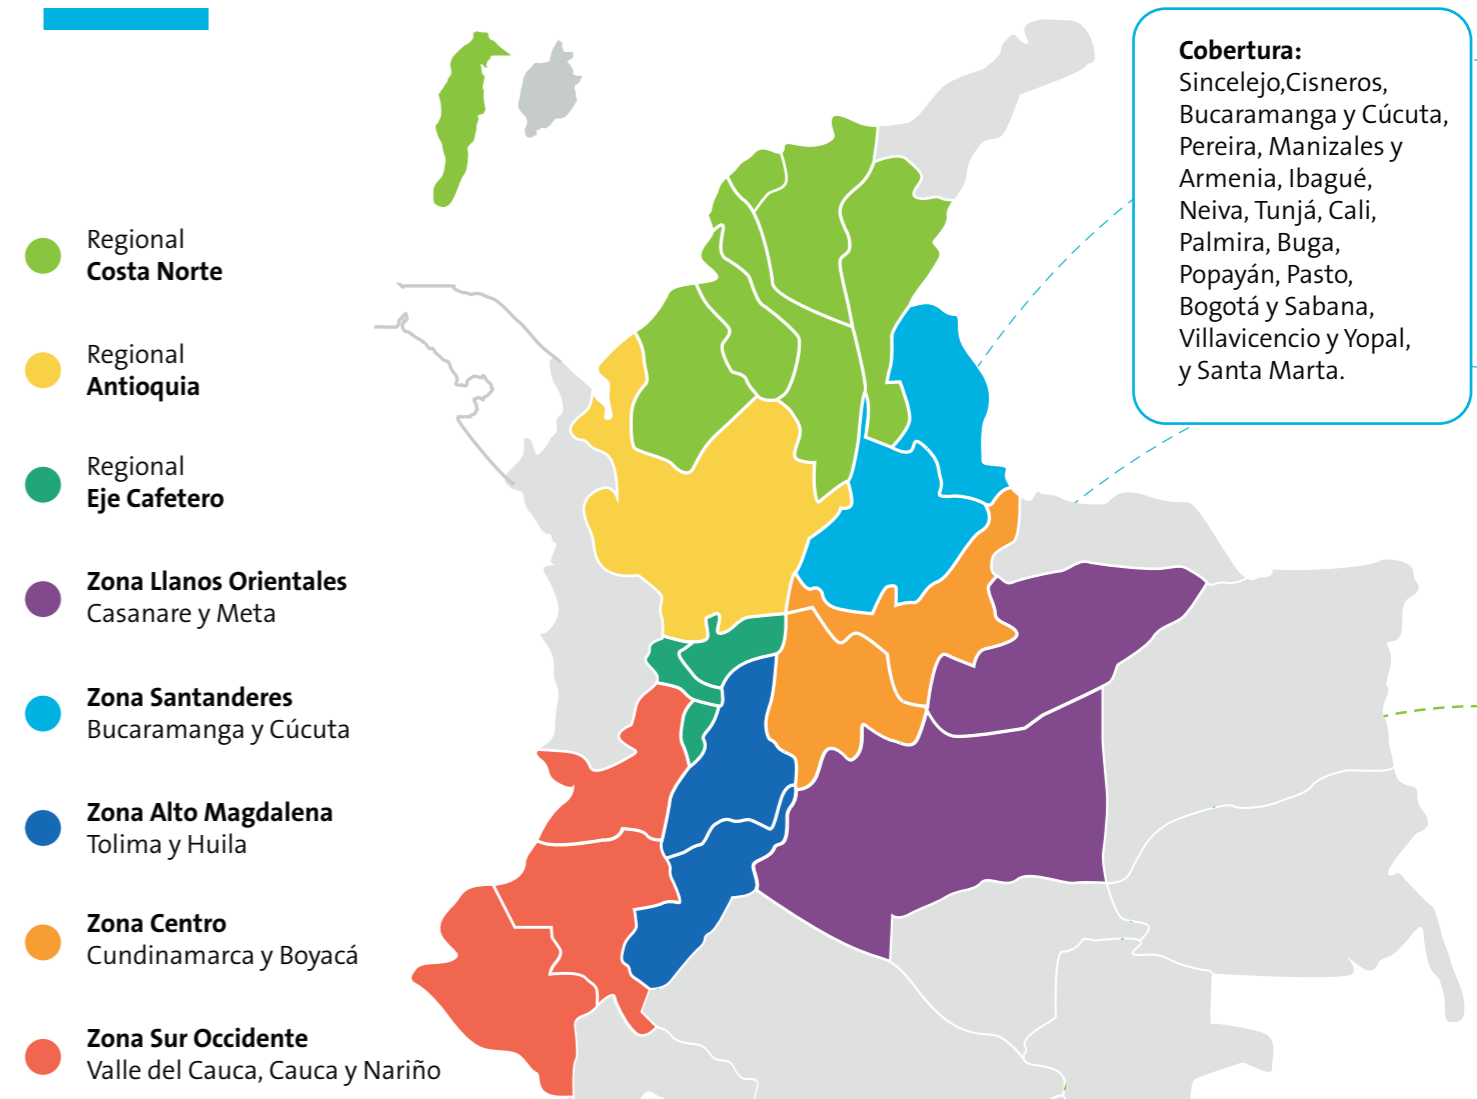 Regional
Costa Norte
Regional
Antioquia
Regional
Eje Cafetero
Zona Llanos Orientales
Casanare y Meta
Zona Santanderes
Bucaramanga y Cúcuta
Zona Alto Magdalena
Tolima y Huila
Zona Centro
Cundinamarca y Boyacá
Zona Sur Occidente
Valle del Cauca, Cauca y Nariño
Cobertura:
Sincelejo,Cisneros,
Bucaramanga y Cúcuta,
Pereira, Manizales y
Armenia, Ibagué,
Neiva, Tunjá, Cali,
Palmira, Buga,
Popayán, Pasto,
Bogotá y Sabana,
Villavicencio y Yopal,
y Santa Marta.